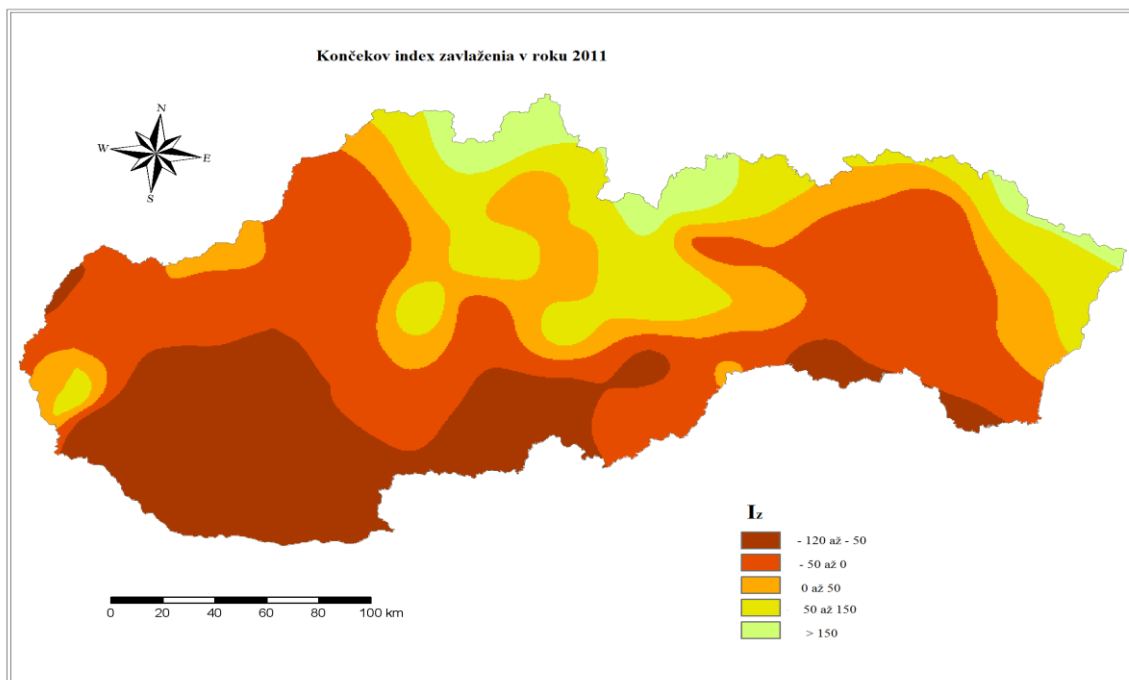 Končekov index zavlaženia v roku 2011
N
W
E
S
Iz
- 120 až - 50
- 50 až 0
0 až 50
50 až 150
> 150
0 20 40 60 80 100 km